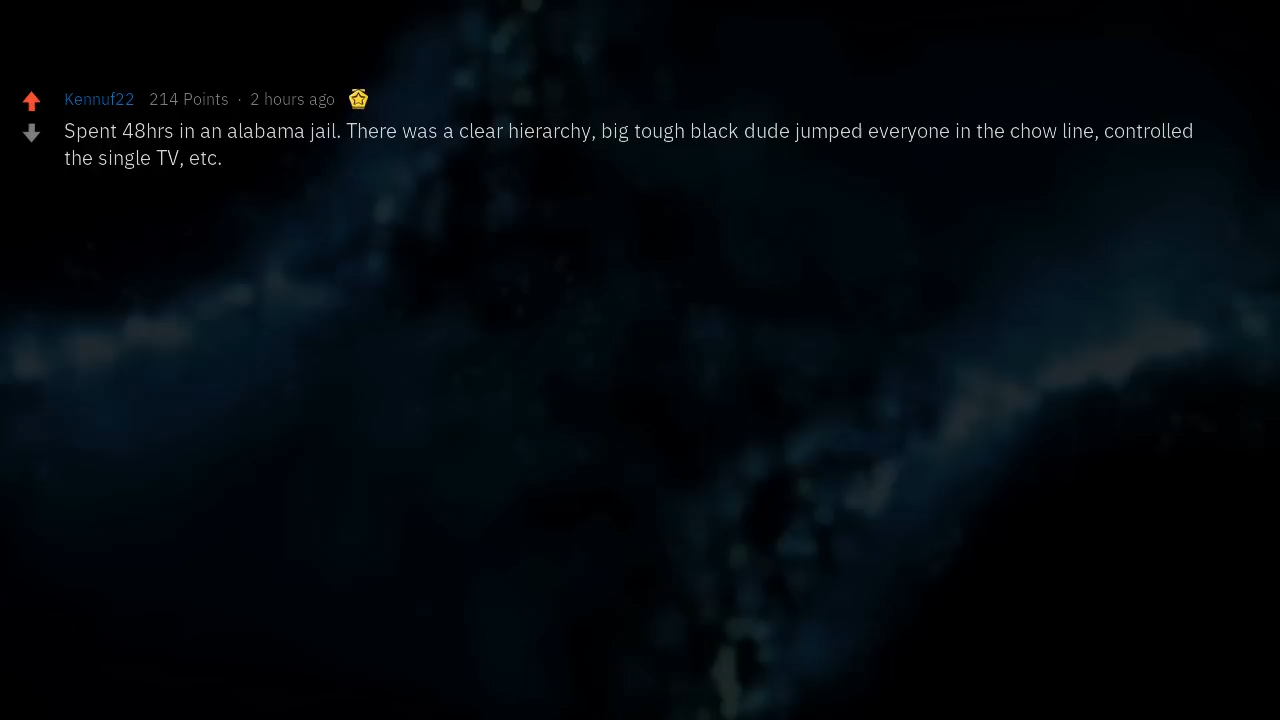 Kennuf22 214 Points · 2 hours ago
Spent 48hrs in an alabama jail. There was a clear hierarchy, big tough black dude jumped everyone in the chow line, controlled
the single TV, etc.